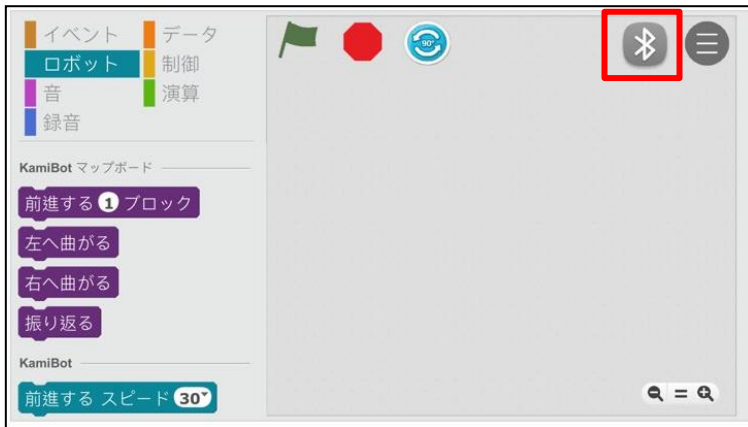 イベント
データ
ロボット
制御
音
演算
録音
90°
KamiBot マップボード
前進する 1 ブロック
左へ曲がる
右へ曲がる
振り返る
KamiBot
前進する スピード 30